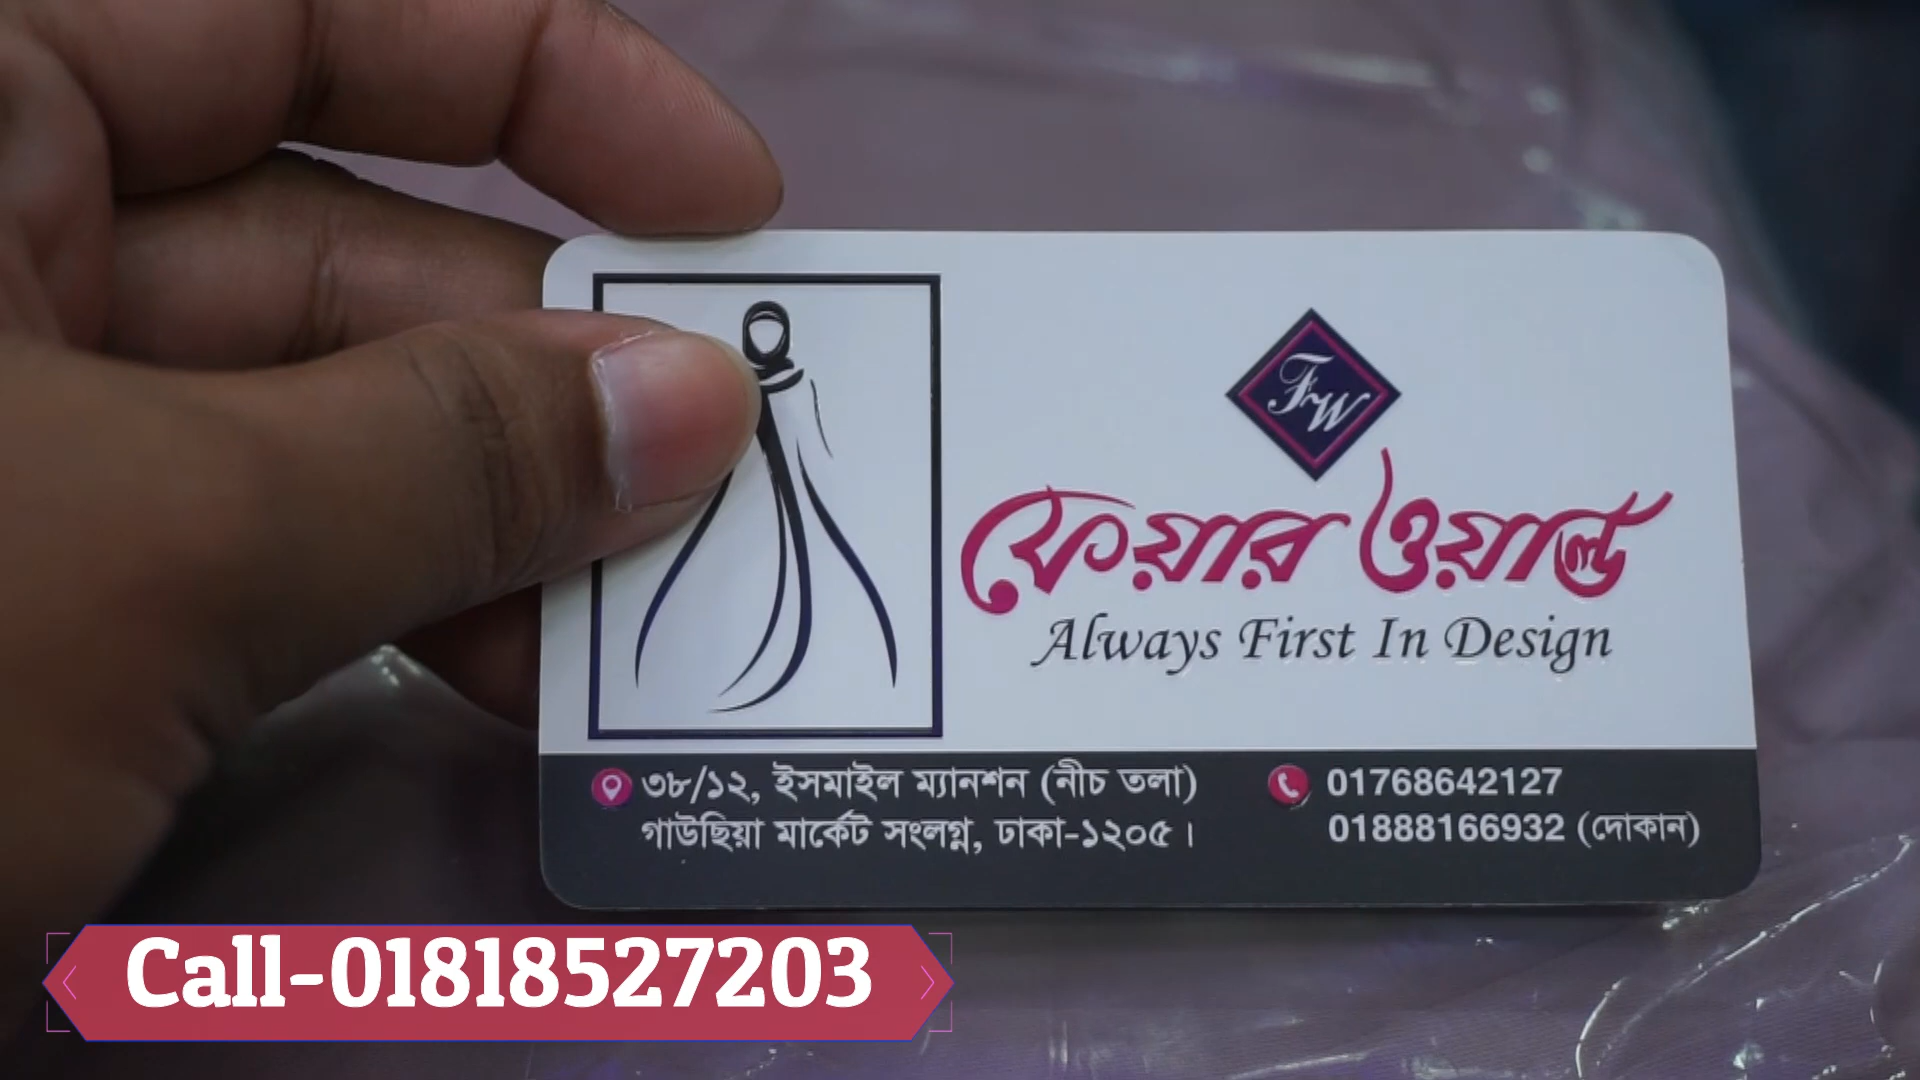 FW
ফেয়ার ওয়ার্ল্ড
Always First In Design
৩৮/১২, ইসমাইল ম্যানশন (নীচ তলা)
গাউছিয়া মার্কেট সংলগ্ন, ঢাকা-১২০৫।
01768642127
01888166932 (দোকান)
Call-01818527203